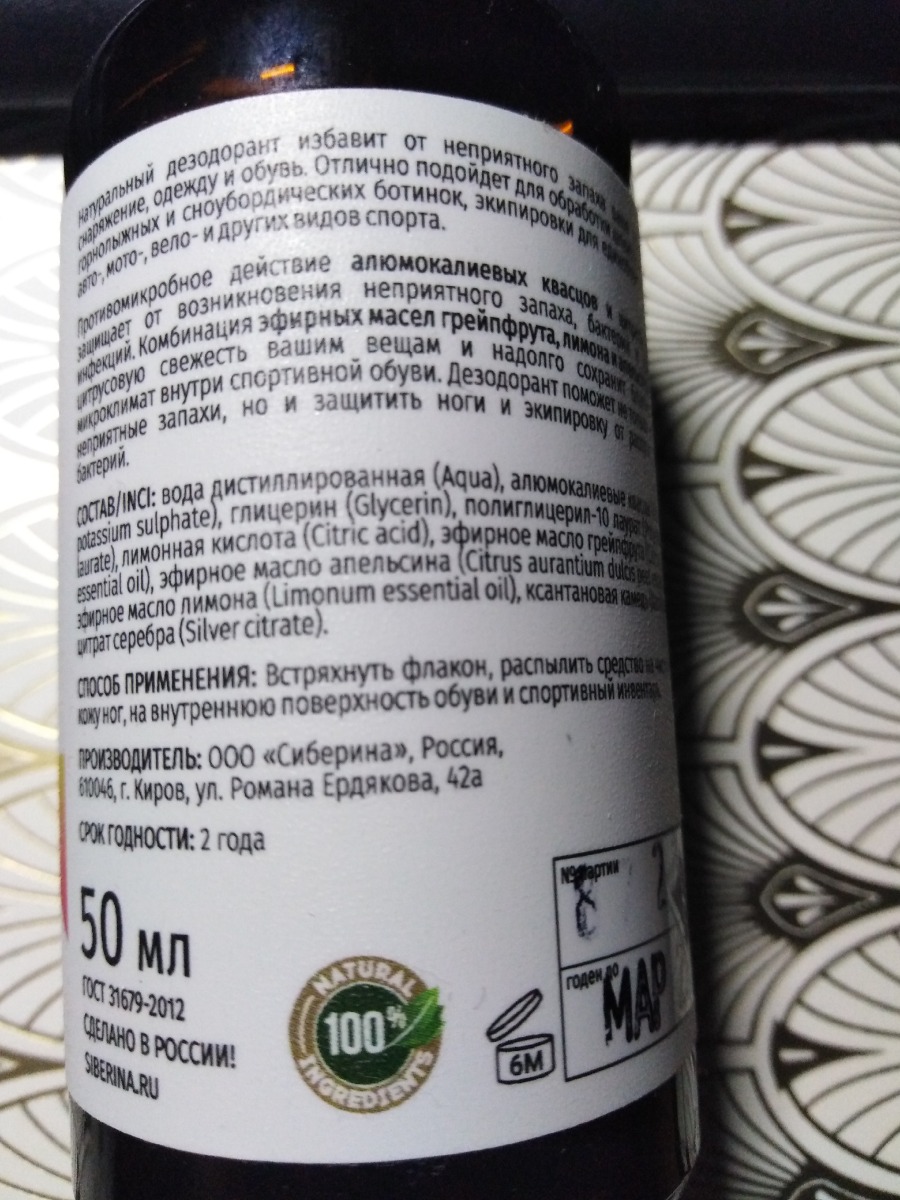 Натуральный дезодорант избавит от неприятного запаха
снаряжение, одежду и обувь. Отлично подойдет для обработки
горнолыжных и сноубордических ботинок, экипировки для
авто-, мото-, вело- и других видов спорта.
Противомикробное действие алюмокалиевых квасцов и
защищает от возникновения неприятного запаха, бактерий
инфекций. Комбинация эфирных масел грейпфрута, лимона и
цитрусовую свежесть вашим вещам и надолго сохранит
микроклимат внутри спортивной обуви. Дезодорант поможет не
неприятные запахи, но и защитить ноги и экипировку от
бактерий.
СОСТАВ/INCI: вода дистиллированная (Aqua), алюмокалиевые
potassium sulphate), глицерин (Glycerin), полиглицерил-10 лаурат
laurate), лимонная кислота (Citric acid), эфирное масло грейпфрута
essential oil), эфирное масло апельсина (Citrus aurantium dulcis
эфирное масло лимона (Limonum essential oil), ксантановая камедь
цитрат серебра (Silver citrate).
СПОСОБ ПРИМЕНЕНИЯ: Встряхнуть флакон, распылить средство на
кожу ног, на внутреннюю поверхность обуви и спортивный инвентарь.
ПРОИЗВОДИТЕЛЬ: ООО «Сиберина», Россия,
610046, г. Киров, ул. Романа Ердякова, 42а
СРОК ГОДНОСТИ: 2 года
№ партии
50 мл
годен до
МАР
ГОСТ 31679-2012
СДЕЛАНО В РОССИИ!
SIBERINA.RU
NATURAL
100%
INGREDIENTS
6M